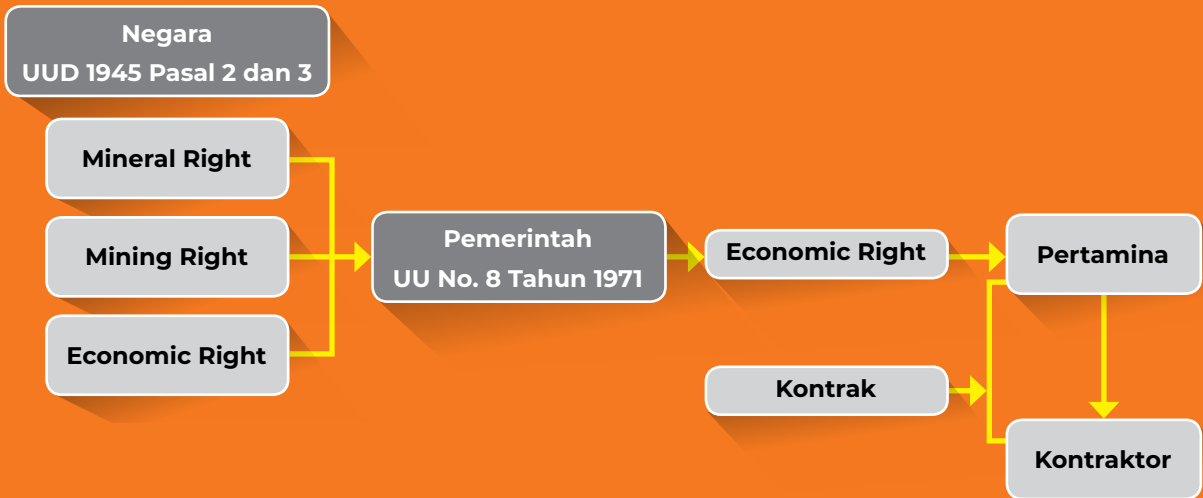 Negara
UUD 1945 Pasal 2 dan 3
Mineral Right
Mining Right
Economic Right
Pemerintah
UU No. 8 Tahun 1971
Economic Right
Kontrak
Pertamina
Kontraktor